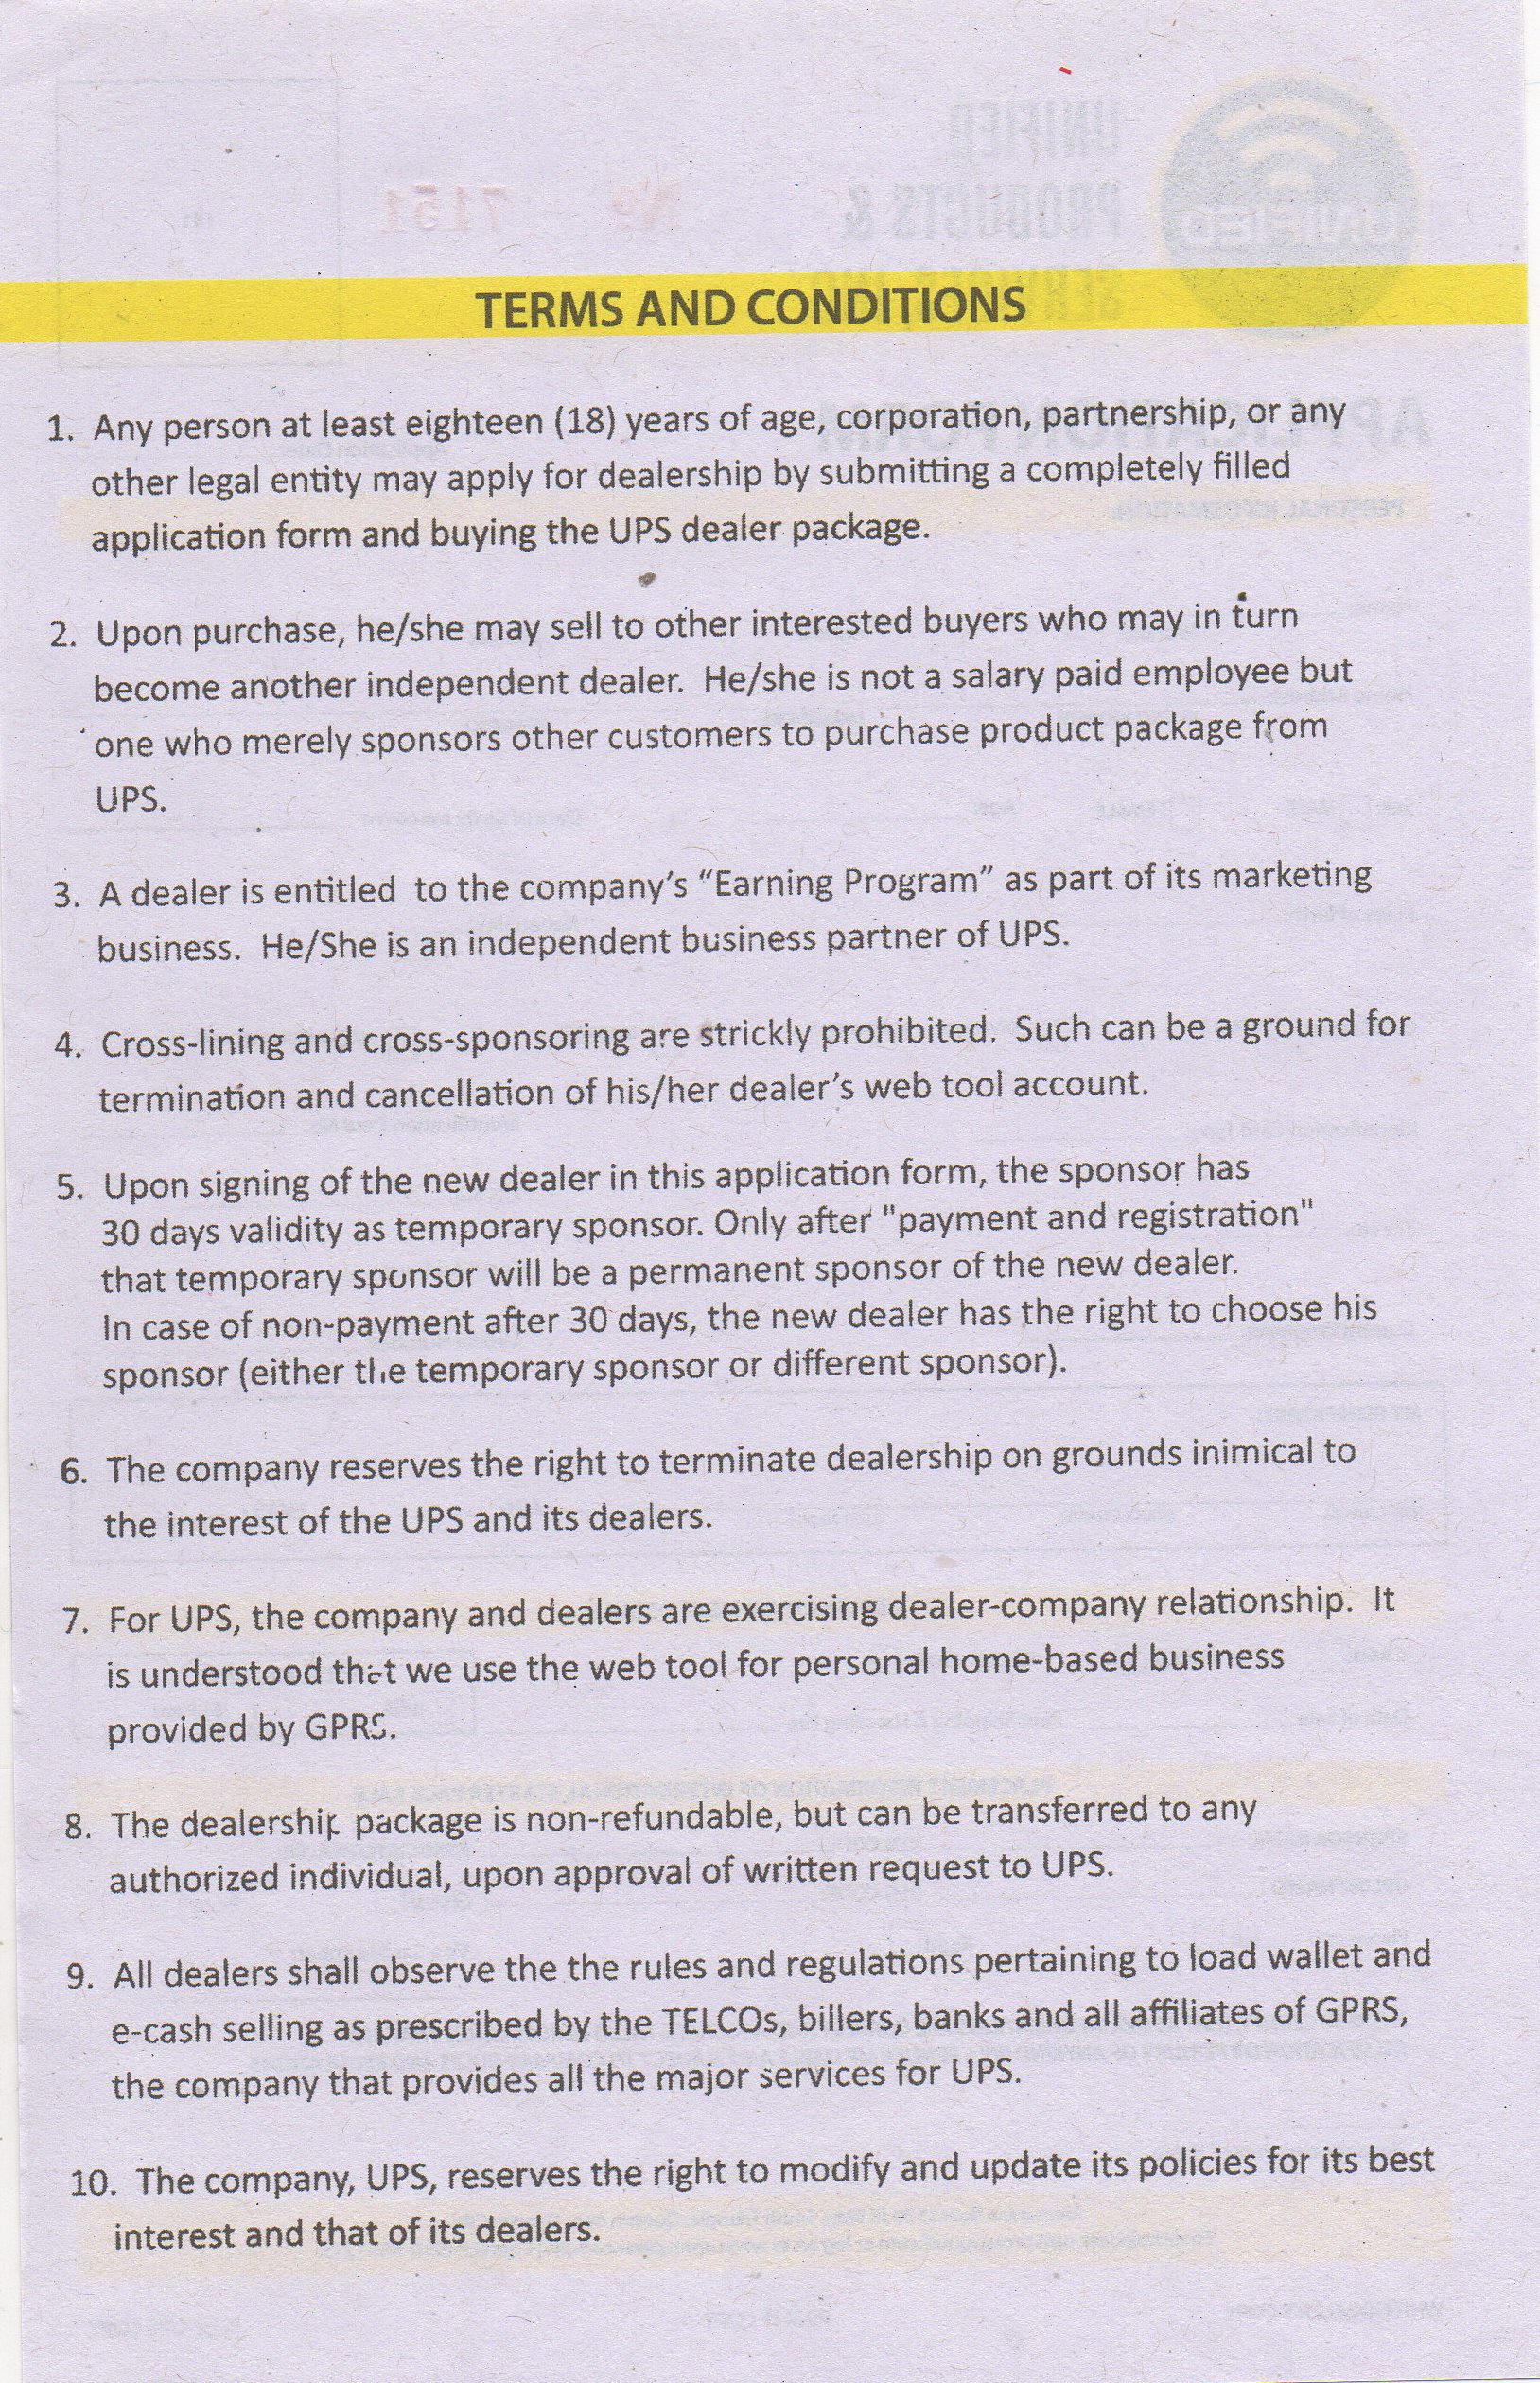 UNIFIED
PRODUCTS &
Nº 7151
UNIFIED
TERMS AND CONDITIONS
1. Any person at least eighteen (18) years of age, corporation, partnership, or any
other legal entity may apply for dealership by submitting a completely filled
application form and buying the UPS dealer package.
2. Upon purchase, he/she may sell to other interested buyers who may in turn
become another independent dealer. He/she is not a salary paid employee but
one who merely sponsors other customers to purchase product package from
UPS.
3. A dealer is entitled to the company's “Earning Program” as part of its marketing
business. He/She is an independent business partner of UPS.
4. Cross-lining and cross-sponsoring are strickly prohibited. Such can be a ground for
termination and cancellation of his/her dealer’s web tool account.
5. Upon signing of the new dealer in this application form, the sponsor has
30 days validity as temporary sponsor. Only after "payment and registration"
that temporary sponsor will be a permanent sponsor of the new dealer.
In case of non-payment after 30 days, the new dealer has the right to choose his
sponsor (either the temporary sponsor or different sponsor).
6. The company reserves the right to terminate dealership on grounds inimical to
the interest of the UPS and its dealers.
7. For UPS, the company and dealers are exercising dealer-company relationship. It
is understood that we use the web tool for personal home-based business
provided by GPRS.
8. The dealership package is non-refundable, but can be transferred to any
authorized individual, upon approval of written request to UPS.
9. All dealers shall observe the the rules and regulations pertaining to load wallet and
e-cash selling as prescribed by the TELCOs, billers, banks and all affiliates of GPRS,
the company that provides all the major services for UPS.
10. The company, UPS, reserves the right to modify and update its policies for its best
interest and that of its dealers.